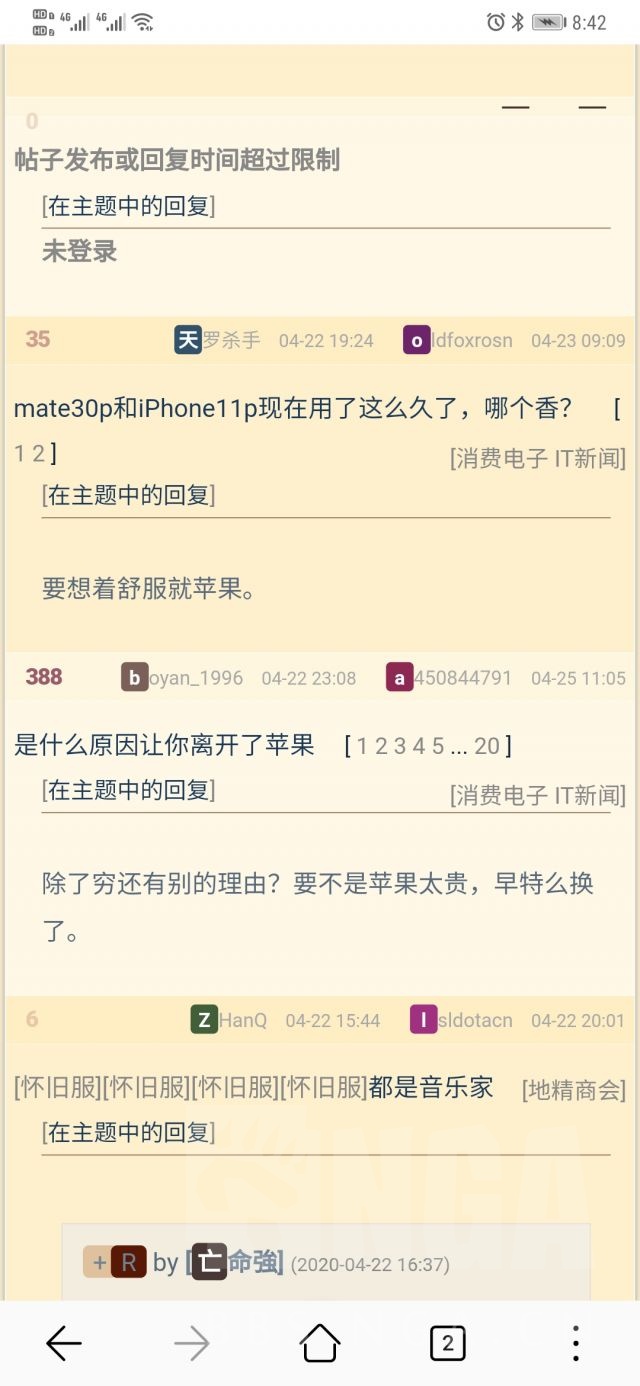 HD 1 4G 4G 8:42
HD 2
0
帖子发布或回复时间超过限制
[在主题中的回复]
未登录
35 天罗杀手 04-22 19:24 oldfoxrosn 04-23 09:09
mate30p和iPhone11p现在用了这么久了，哪个香？ [
1 2 ] [消费电子 IT新闻]
[在主题中的回复]
要想着舒服就苹果。
388 boyan_1996 04-22 23:08 a450844791 04-25 11:05
是什么原因让你离开了苹果 [ 1 2 3 4 5 ... 20 ]
[在主题中的回复] [消费电子 IT新闻]
除了穷还有别的理由？要不是苹果太贵，早特么换
了。
6 ZHanQ 04-22 15:44 lsldotacn 04-22 20:01
[怀旧服][怀旧服][怀旧服][怀旧服]都是音乐家 [地精商会]
[在主题中的回复]
NGA
+ R by [亡命強] (2020-04-22 16:37)
2